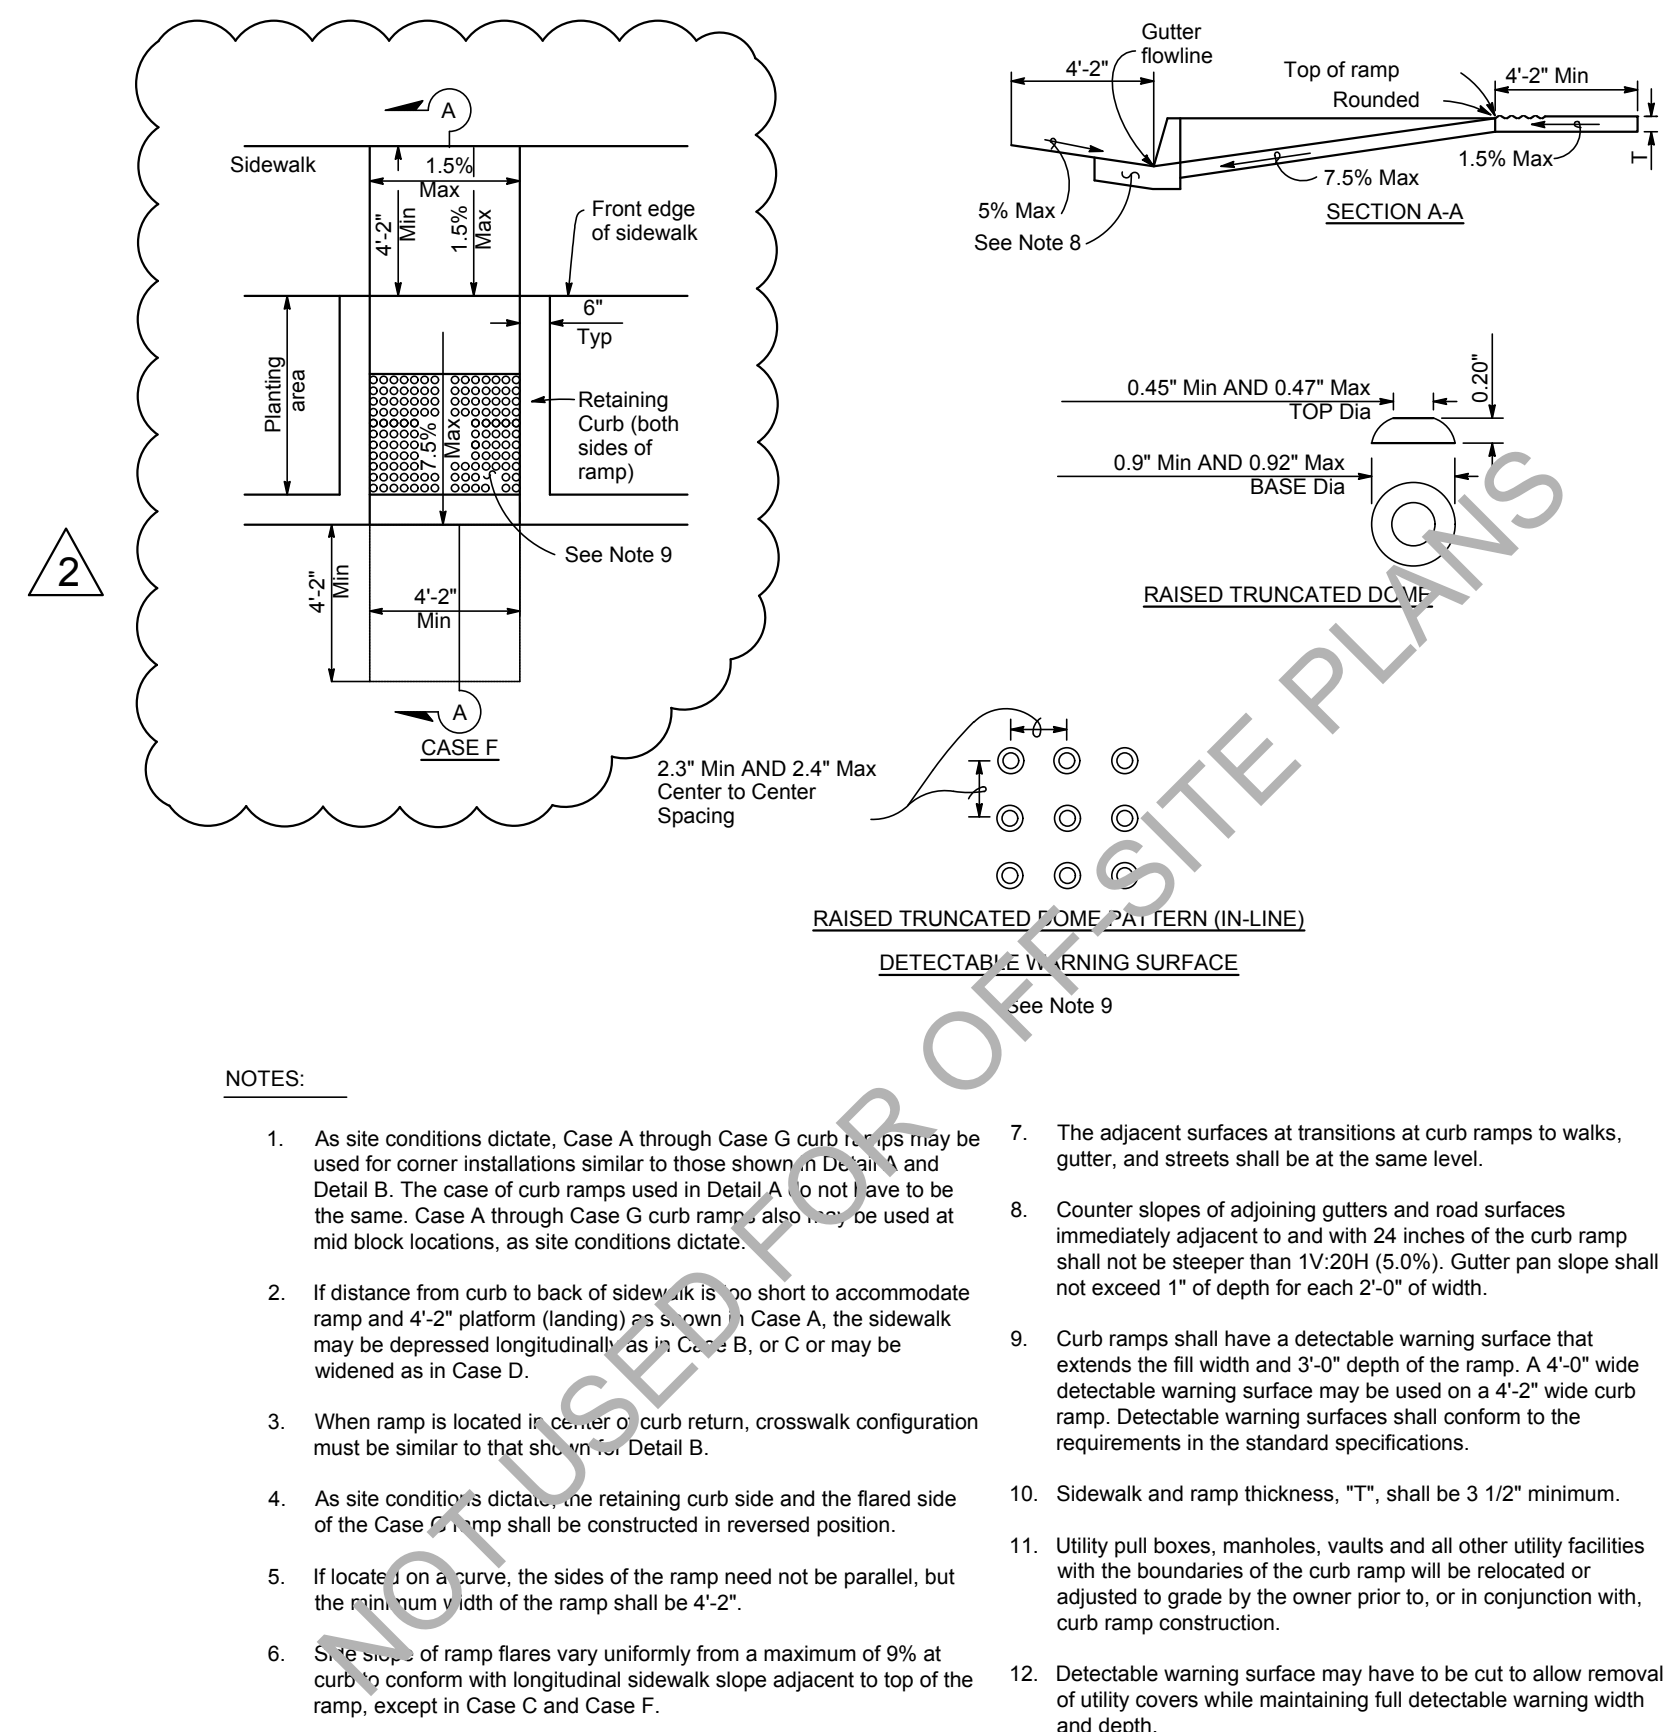 A
Sidewalk
1.5%
Max
4'-2"
Min
1.5%
Max
Front edge
of sidewalk
6"
Typ
Planting
area
7.5%
Max
Retaining
Curb (both
sides of
ramp)
See Note 9
4'-2"
Min
4'-2"
Min
A
CASE F
2
Gutter
flowline
4'-2"
Top of ramp
Rounded
4'-2" Min
T
1.5% Max
7.5% Max
5% Max
See Note 8
SECTION A-A
0.45" Min AND 0.47" Max
TOP Dia
0.20"
0.9" Min AND 0.92" Max
BASE Dia
RAISED TRUNCATED DOME
2.3" Min AND 2.4" Max
Center to Center
Spacing
RAISED TRUNCATED DOME PATTERN (IN-LINE)
DETECTABLE WARNING SURFACE
See Note 9
NOT USED FOR OFF-SITE PLANS
NOTES:
1. As site conditions dictate, Case A through Case G curb ramps may be
used for corner installations similar to those shown in Detail A and
Detail B. The case of curb ramps used in Detail A do not have to be
the same. Case A through Case G curb ramps also may be used at
mid block locations, as site conditions dictate.
2. If distance from curb to back of sidewalk is too short to accommodate
ramp and 4'-2" platform (landing) as shown in Case A, the sidewalk
may be depressed longitudinally as in Case B, or C or may be
widened as in Case D.
3. When ramp is located in center of curb return, crosswalk configuration
must be similar to that shown for Detail B.
4. As site conditions dictate, the retaining curb side and the flared side
of the Case G ramp shall be constructed in reversed position.
5. If located on a curve, the sides of the ramp need not be parallel, but
the minimum width of the ramp shall be 4'-2".
6. Side slope of ramp flares vary uniformly from a maximum of 9% at
curb to conform with longitudinal sidewalk slope adjacent to top of the
ramp, except in Case C and Case F.
7. The adjacent surfaces at transitions at curb ramps to walks,
gutter, and streets shall be at the same level.
8. Counter slopes of adjoining gutters and road surfaces
immediately adjacent to and with 24 inches of the curb ramp
shall not be steeper than 1V:20H (5.0%). Gutter pan slope shall
not exceed 1" of depth for each 2'-0" of width.
9. Curb ramps shall have a detectable warning surface that
extends the fill width and 3'-0" depth of the ramp. A 4'-0" wide
detectable warning surface may be used on a 4'-2" wide curb
ramp. Detectable warning surfaces shall conform to the
requirements in the standard specifications.
10. Sidewalk and ramp thickness, "T", shall be 3 1/2" minimum.
11. Utility pull boxes, manholes, vaults and all other utility facilities
with the boundaries of the curb ramp will be relocated or
adjusted to grade by the owner prior to, or in conjunction with,
curb ramp construction.
12. Detectable warning surface may have to be cut to allow removal
of utility covers while maintaining full detectable warning width
and depth.